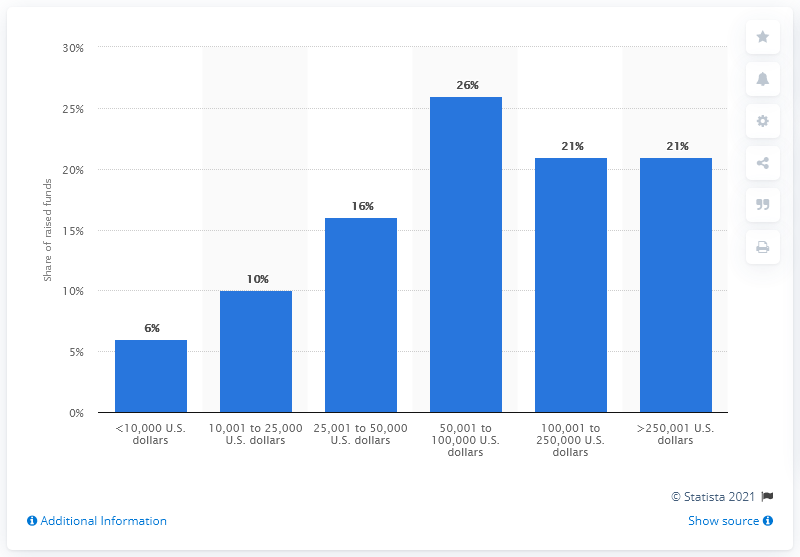 30%
25%
20%
15%
10%
5%
0%
Share of raised funds
6%
10%
16%
26%
21%
21%
<10,000 U.S.
dollars
10,001 to 25,000
U.S. dollars
25,001 to 50,000
U.S. dollars
50,001 to
100,000 U.S.
dollars
100,001 to
250,000 U.S.
dollars
>250,001 U.S.
dollars
© Statista 2021
Additional Information
Show source